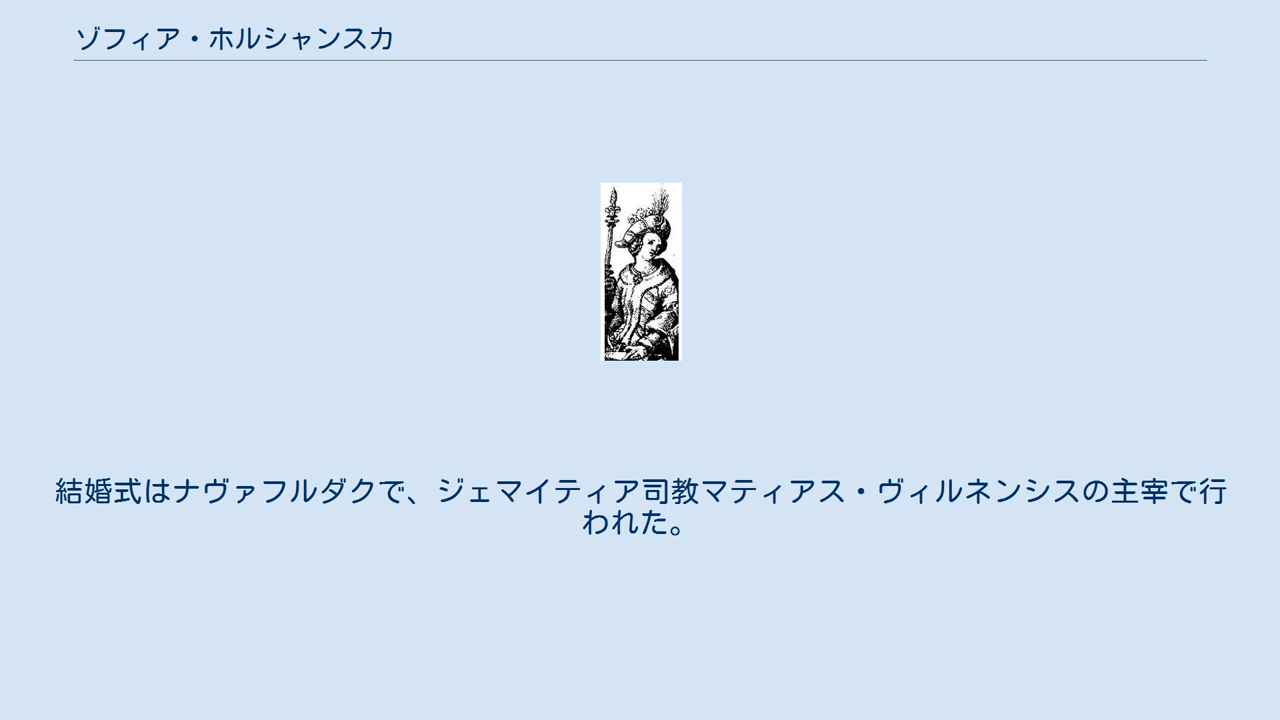 ゾフィア・ホルシャンスカ
結婚式はナヴァフルダクで、ジェマイティア司教マティアス・ヴィルネンシスの主宰で行
われた。